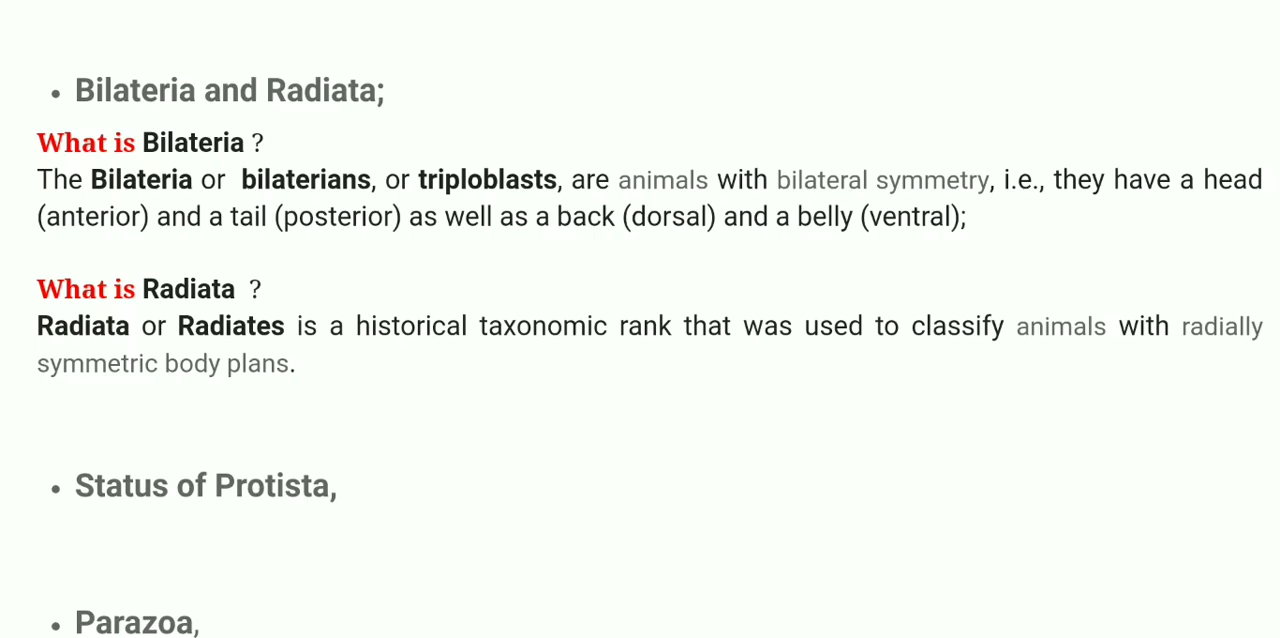 • Bilateria and Radiata;
What is Bilateria ?
The Bilateria or bilaterians, or triploblasts, are animals with bilateral symmetry, i.e., they have a head
(anterior) and a tail (posterior) as well as a back (dorsal) and a belly (ventral);
What is Radiata ?
Radiata or Radiates is a historical taxonomic rank that was used to classify animals with radially
symmetric body plans.
• Status of Protista,
• Parazoa,